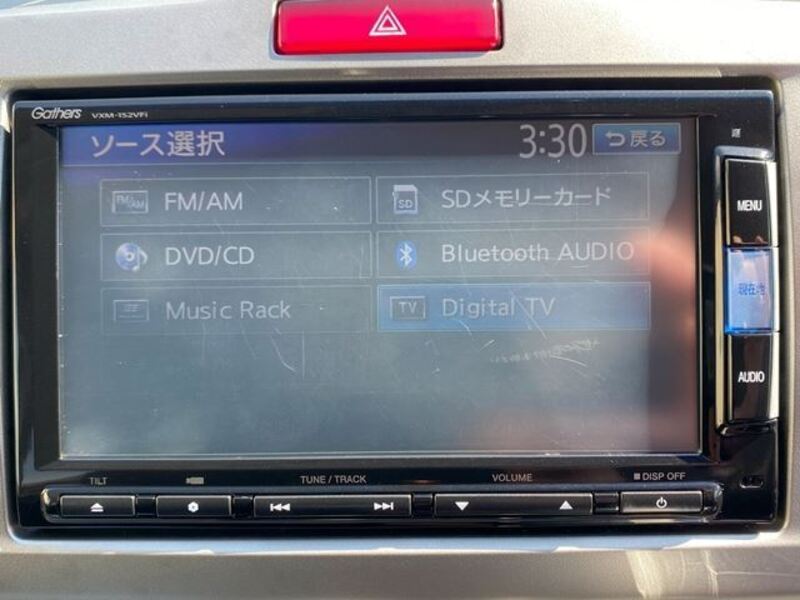 Gathers VXM-152VFi
ソース選択 3:30 戻る
FM/AM SDメモリーカード
SD
DVD/CD Bluetooth AUDIO
Music Rack TV Digital TV
MENU
現在地
AUDIO
TILT TUNE / TRACK VOLUME DISP OFF